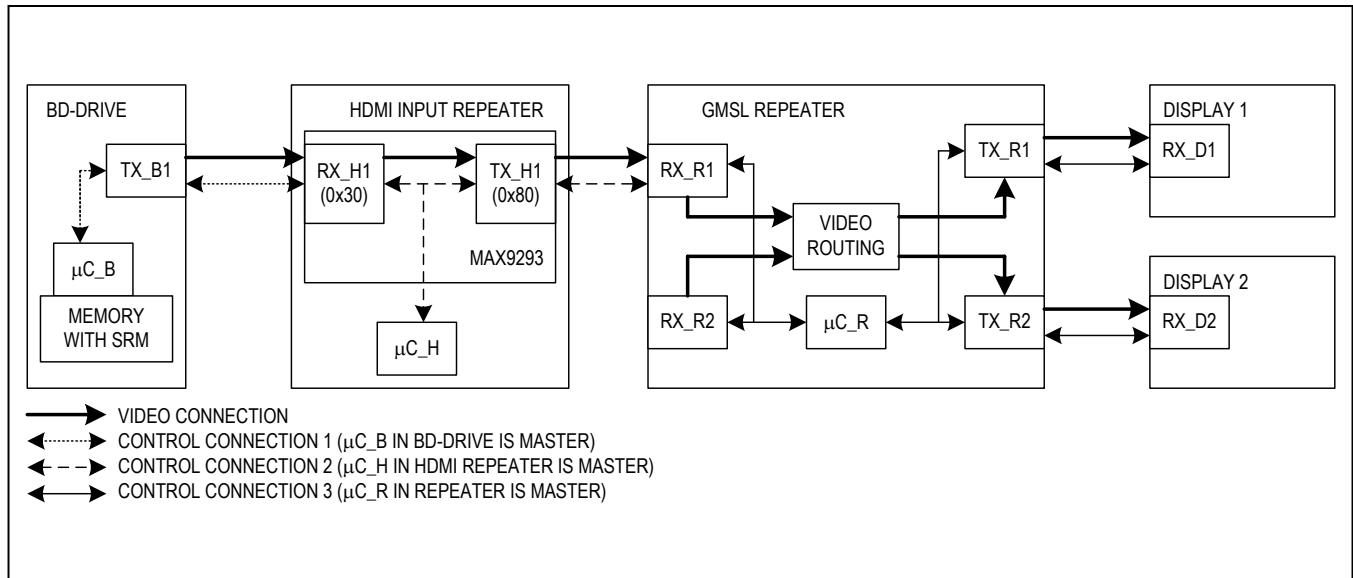 BD-DRIVE
TX_B1
μC_B
MEMORY
WITH SRM
HDMI INPUT REPEATER
RX_H1
(0x30)
TX_H1
(0x80)
MAX9293
μC_H
GMSL REPEATER
RX_R1
VIDEO
ROUTING
RX_R2
μC_R
TX_R1
TX_R2
DISPLAY 1
RX_D1
DISPLAY 2
RX_D2
VIDEO CONNECTION
CONTROL CONNECTION 1 (μC_B IN BD-DRIVE IS MASTER)
CONTROL CONNECTION 2 (μC_H IN HDMI REPEATER IS MASTER)
CONTROL CONNECTION 3 (μC_R IN REPEATER IS MASTER)